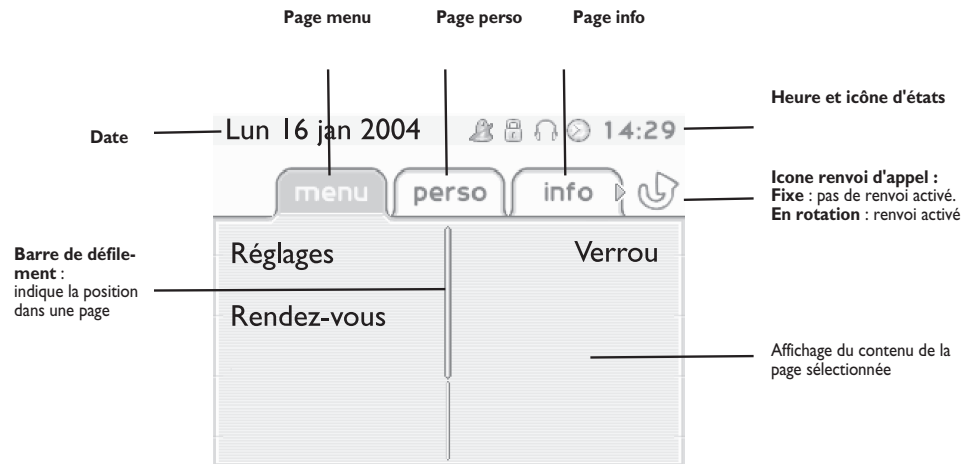 Page menu Page perso Page info
Heure et icône d'états
Date
Lun 16 jan 2004 14:29
Icone renvoi d'appel :
Fixe : pas de renvoi activé.
En rotation : renvoi activé
menu perso info
Barre de défile-
ment :
indique la position
dans une page
Réglages Verrou
Rendez-vous
Affichage du contenu de la
page sélectionnée